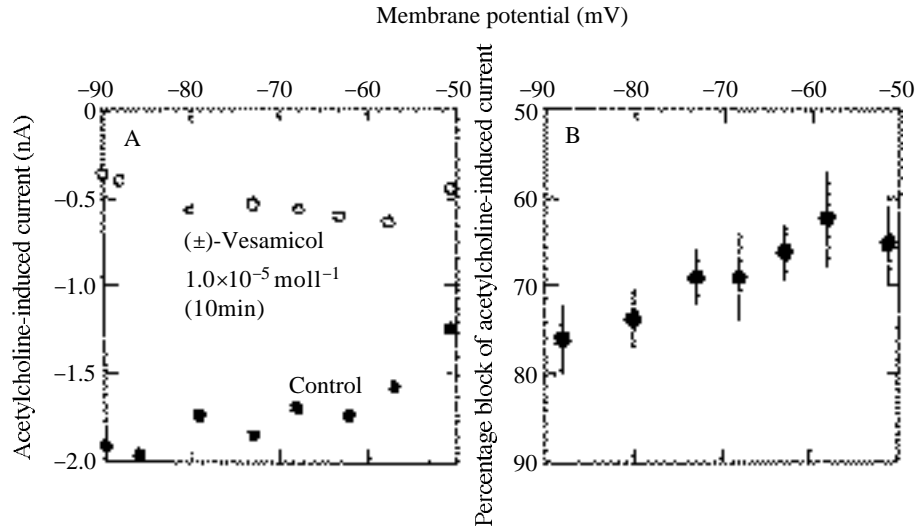 Membrane potential (mV)
−90 −80 −70 −60 −50
−90 −80 −70 −60 −50
Acetylcholine-induced current (nA)
0
−0.5
−1.0
−1.5
−2.0
A
(±)-Vesamicol
1.0×10⁻⁵ moll⁻¹
(10min)
Control
Percentage block of acetylcholine-induced current
50
60
70
80
90
B